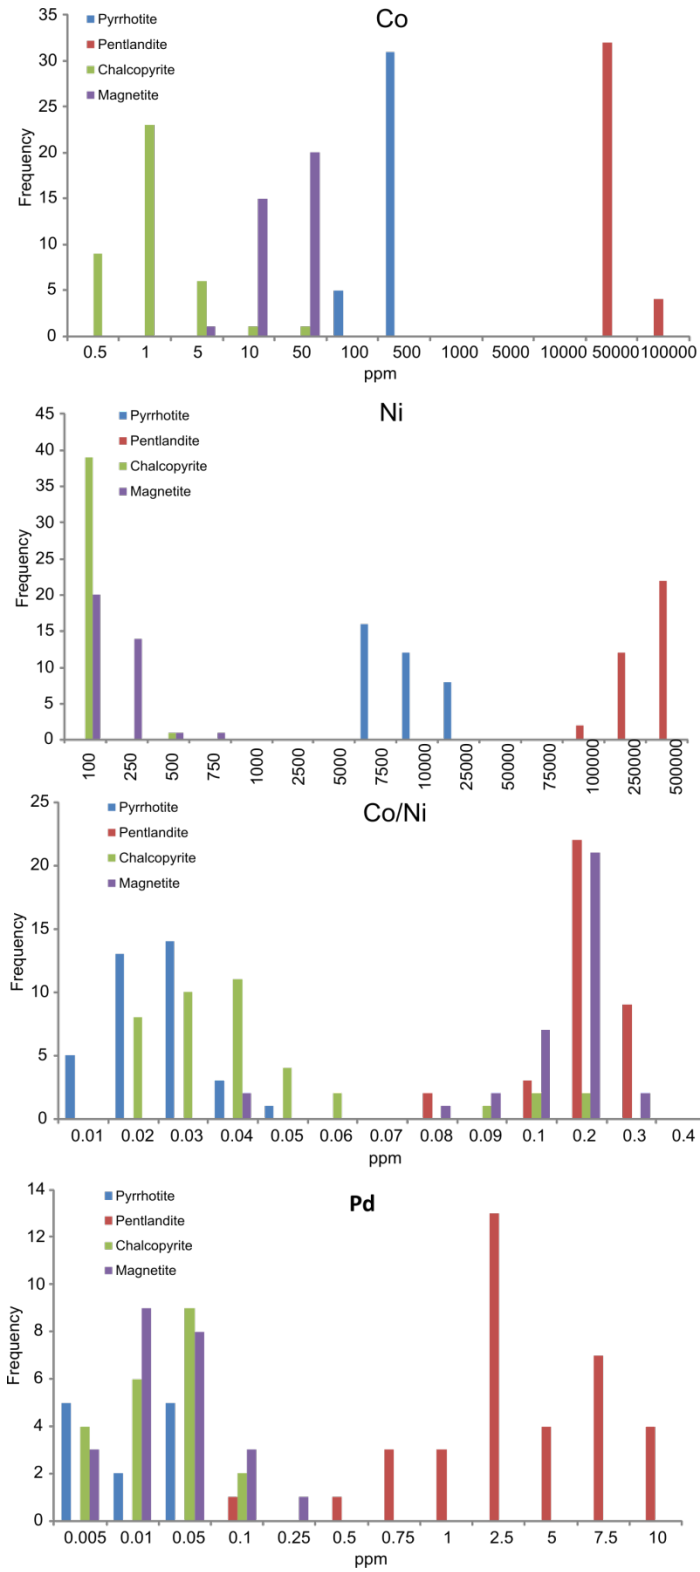 Co
Pyrrhotite
Pentlandite
Chalcopyrite
Magnetite
Frequency
35
30
25
20
15
10
5
0
0.5 1 5 10 50 100 500 1000 5000 10000 50000 100000
ppm
Ni
Pyrrhotite
Pentlandite
Chalcopyrite
Magnetite
Frequency
45
40
35
30
25
20
15
10
5
0
100 250 500 750 1000 2500 5000 7500 10000 25000 50000 75000 100000 250000 500000
Co/Ni
Pyrrhotite
Pentlandite
Chalcopyrite
Magnetite
Frequency
25
20
15
10
5
0
0.01 0.02 0.03 0.04 0.05 0.06 0.07 0.08 0.09 0.1 0.2 0.3 0.4
ppm
Pd
Pyrrhotite
Pentlandite
Chalcopyrite
Magnetite
Frequency
14
12
10
8
6
4
2
0
0.005 0.01 0.05 0.1 0.25 0.5 0.75 1 2.5 5 7.5 10
ppm